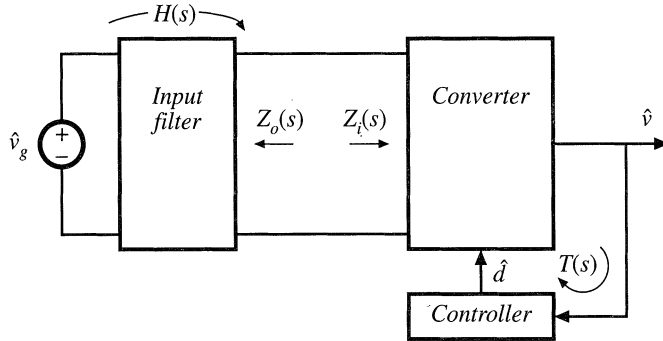 H(s)
Input
filter
Converter
Z_o(s)
Z_i(s)
v̂_g
+
−
v̂
d̂
T(s)
Controller